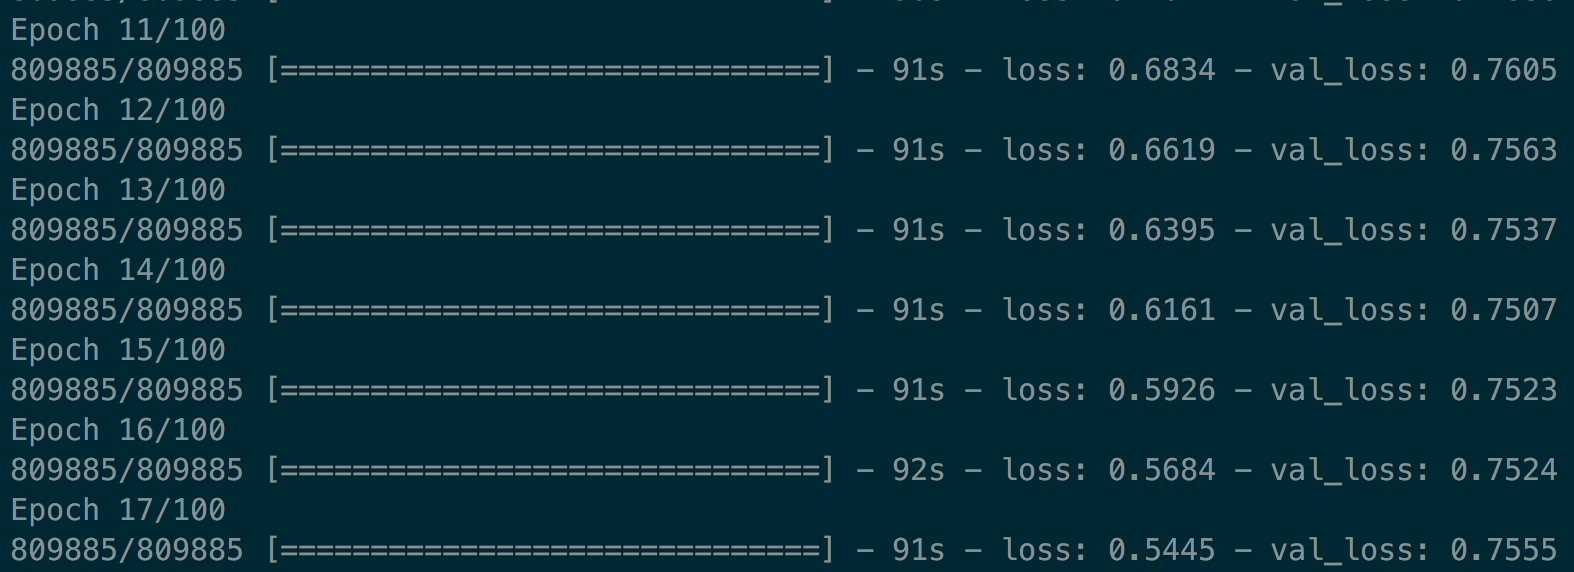 Epoch 11/100
809885/809885 [==============================] - 91s - loss: 0.6834 - val_loss: 0.7605
Epoch 12/100
809885/809885 [==============================] - 91s - loss: 0.6619 - val_loss: 0.7563
Epoch 13/100
809885/809885 [==============================] - 91s - loss: 0.6395 - val_loss: 0.7537
Epoch 14/100
809885/809885 [==============================] - 91s - loss: 0.6161 - val_loss: 0.7507
Epoch 15/100
809885/809885 [==============================] - 91s - loss: 0.5926 - val_loss: 0.7523
Epoch 16/100
809885/809885 [==============================] - 92s - loss: 0.5684 - val_loss: 0.7524
Epoch 17/100
809885/809885 [==============================] - 91s - loss: 0.5445 - val_loss: 0.7555